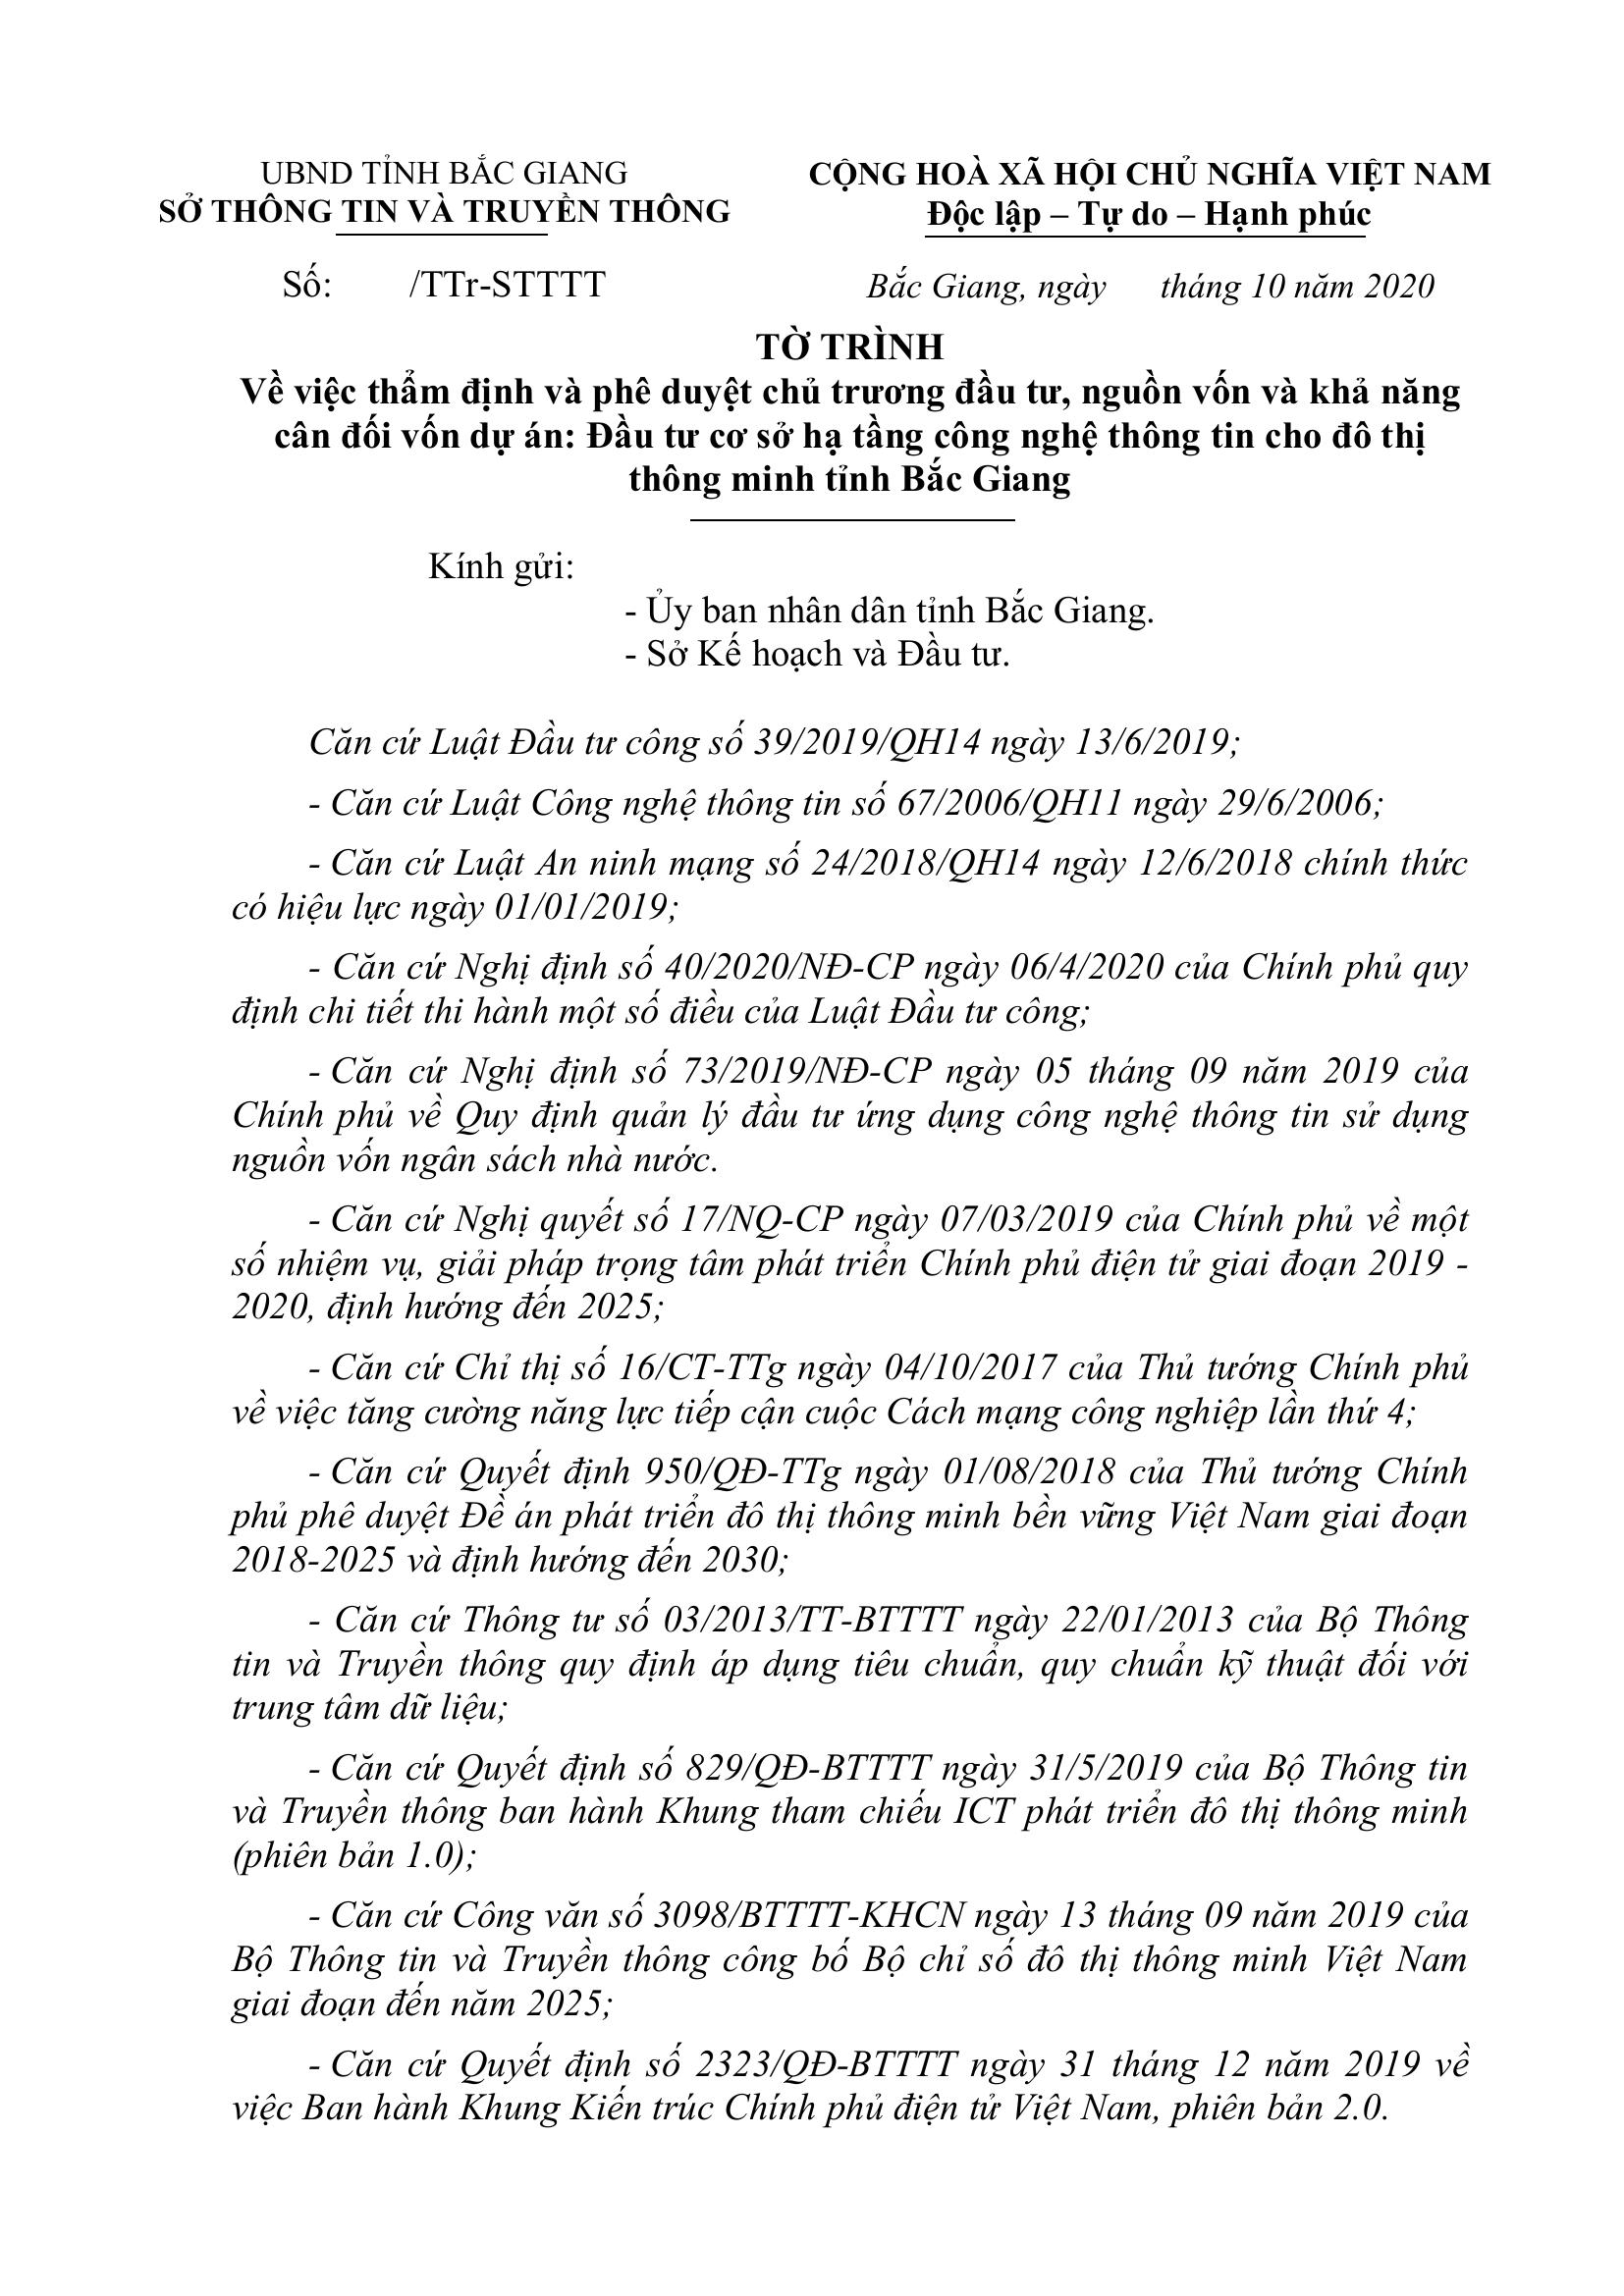 UBND TỈNH BẮC GIANG
SỞ THÔNG TIN VÀ TRUYỀN THÔNG
CỘNG HOÀ XÃ HỘI CHỦ NGHĨA VIỆT NAM
Độc lập – Tự do – Hạnh phúc
Số: /TTr-STTTT
Bắc Giang, ngày tháng 10 năm 2020
TỜ TRÌNH
Về việc thẩm định và phê duyệt chủ trương đầu tư, nguồn vốn và khả năng
cân đối vốn dự án: Đầu tư cơ sở hạ tầng công nghệ thông tin cho đô thị
thông minh tỉnh Bắc Giang
Kính gửi:
- Ủy ban nhân dân tỉnh Bắc Giang.
- Sở Kế hoạch và Đầu tư.
Căn cứ Luật Đầu tư công số 39/2019/QH14 ngày 13/6/2019;
- Căn cứ Luật Công nghệ thông tin số 67/2006/QH11 ngày 29/6/2006;
- Căn cứ Luật An ninh mạng số 24/2018/QH14 ngày 12/6/2018 chính thức
có hiệu lực ngày 01/01/2019;
- Căn cứ Nghị định số 40/2020/NĐ-CP ngày 06/4/2020 của Chính phủ quy
định chi tiết thi hành một số điều của Luật Đầu tư công;
- Căn cứ Nghị định số 73/2019/NĐ-CP ngày 05 tháng 09 năm 2019 của
Chính phủ về Quy định quản lý đầu tư ứng dụng công nghệ thông tin sử dụng
nguồn vốn ngân sách nhà nước.
- Căn cứ Nghị quyết số 17/NQ-CP ngày 07/03/2019 của Chính phủ về một
số nhiệm vụ, giải pháp trọng tâm phát triển Chính phủ điện tử giai đoạn 2019 -
2020, định hướng đến 2025;
- Căn cứ Chỉ thị số 16/CT-TTg ngày 04/10/2017 của Thủ tướng Chính phủ
về việc tăng cường năng lực tiếp cận cuộc Cách mạng công nghiệp lần thứ 4;
- Căn cứ Quyết định 950/QĐ-TTg ngày 01/08/2018 của Thủ tướng Chính
phủ phê duyệt Đề án phát triển đô thị thông minh bền vững Việt Nam giai đoạn
2018-2025 và định hướng đến 2030;
- Căn cứ Thông tư số 03/2013/TT-BTTTT ngày 22/01/2013 của Bộ Thông
tin và Truyền thông quy định áp dụng tiêu chuẩn, quy chuẩn kỹ thuật đối với
trung tâm dữ liệu;
- Căn cứ Quyết định số 829/QĐ-BTTTT ngày 31/5/2019 của Bộ Thông tin
và Truyền thông ban hành Khung tham chiếu ICT phát triển đô thị thông minh
(phiên bản 1.0);
- Căn cứ Công văn số 3098/BTTTT-KHCN ngày 13 tháng 09 năm 2019 của
Bộ Thông tin và Truyền thông công bố Bộ chỉ số đô thị thông minh Việt Nam
giai đoạn đến năm 2025;
- Căn cứ Quyết định số 2323/QĐ-BTTTT ngày 31 tháng 12 năm 2019 về
việc Ban hành Khung Kiến trúc Chính phủ điện tử Việt Nam, phiên bản 2.0.